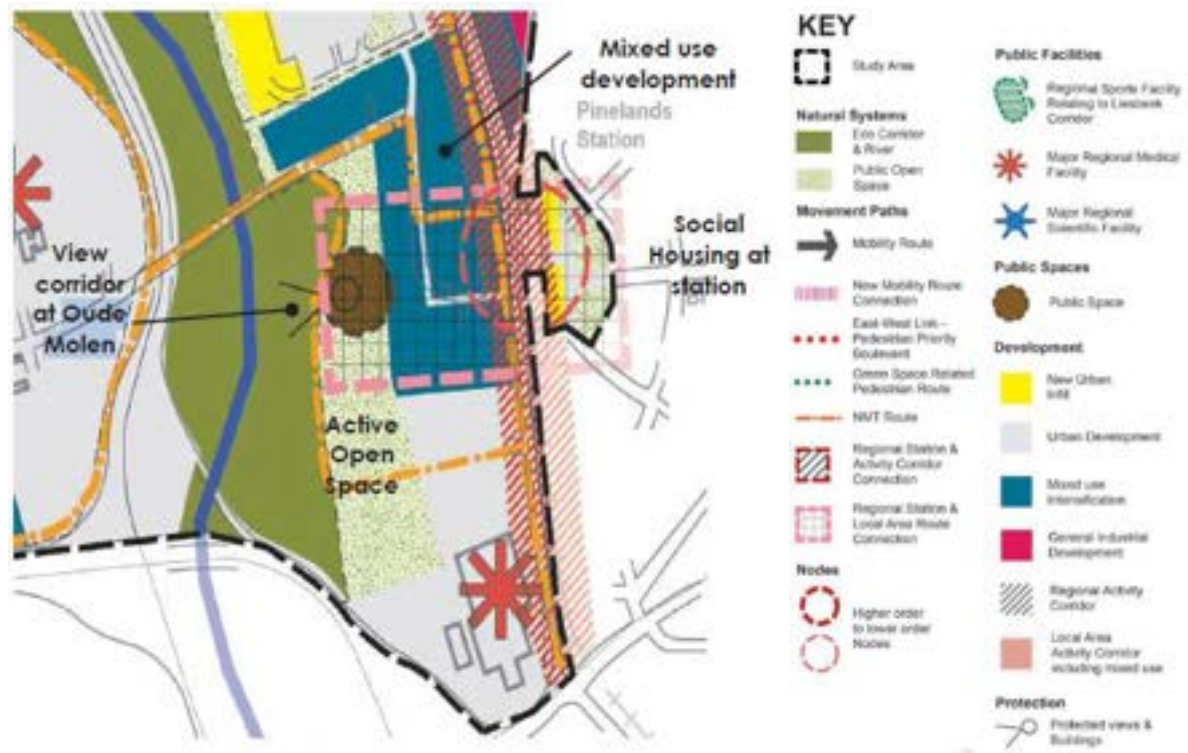 Mixed use
development
Pinelands
Station
View
corridor
at Oude
Molen
Social
Housing at
station
Active
Open
Space
KEY
Study Area
Natural Systems
Eco Corridor
& River
Public Open
Space
Movement Paths
Mobility Route
New Mobility Route
Connection
East-West Link -
Pedestrian Priority
Boulevard
Green Space Related
Pedestrian Route
NMT Route
Regional Station &
Activity Corridor
Connection
Regional Station &
Local Area Route
Connection
Nodes
Higher order
to lower order
Nodes
Public Facilities
Regional Sports Facility
Relating to Liesbeek
Corridor
Major Regional Medical
Facility
Major Regional
Scientific Facility
Public Spaces
Public Space
Development
New Urban
Infill
Urban Development
Mixed use
Intensification
General Industrial
Development
Regional Activity
Corridor
Local Area
Activity Corridor
including mixed use
Protection
Protected views &
Buildings